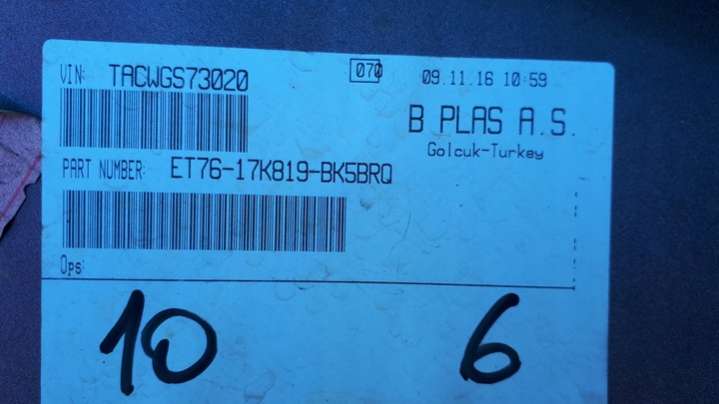 VIN: TACWGS73020
070
09.11.16 10:59
B PLAS A.S.
Golcuk-Turkey
PART NUMBER: ET76-17K819-BK5BRQ
Ops:
10
6